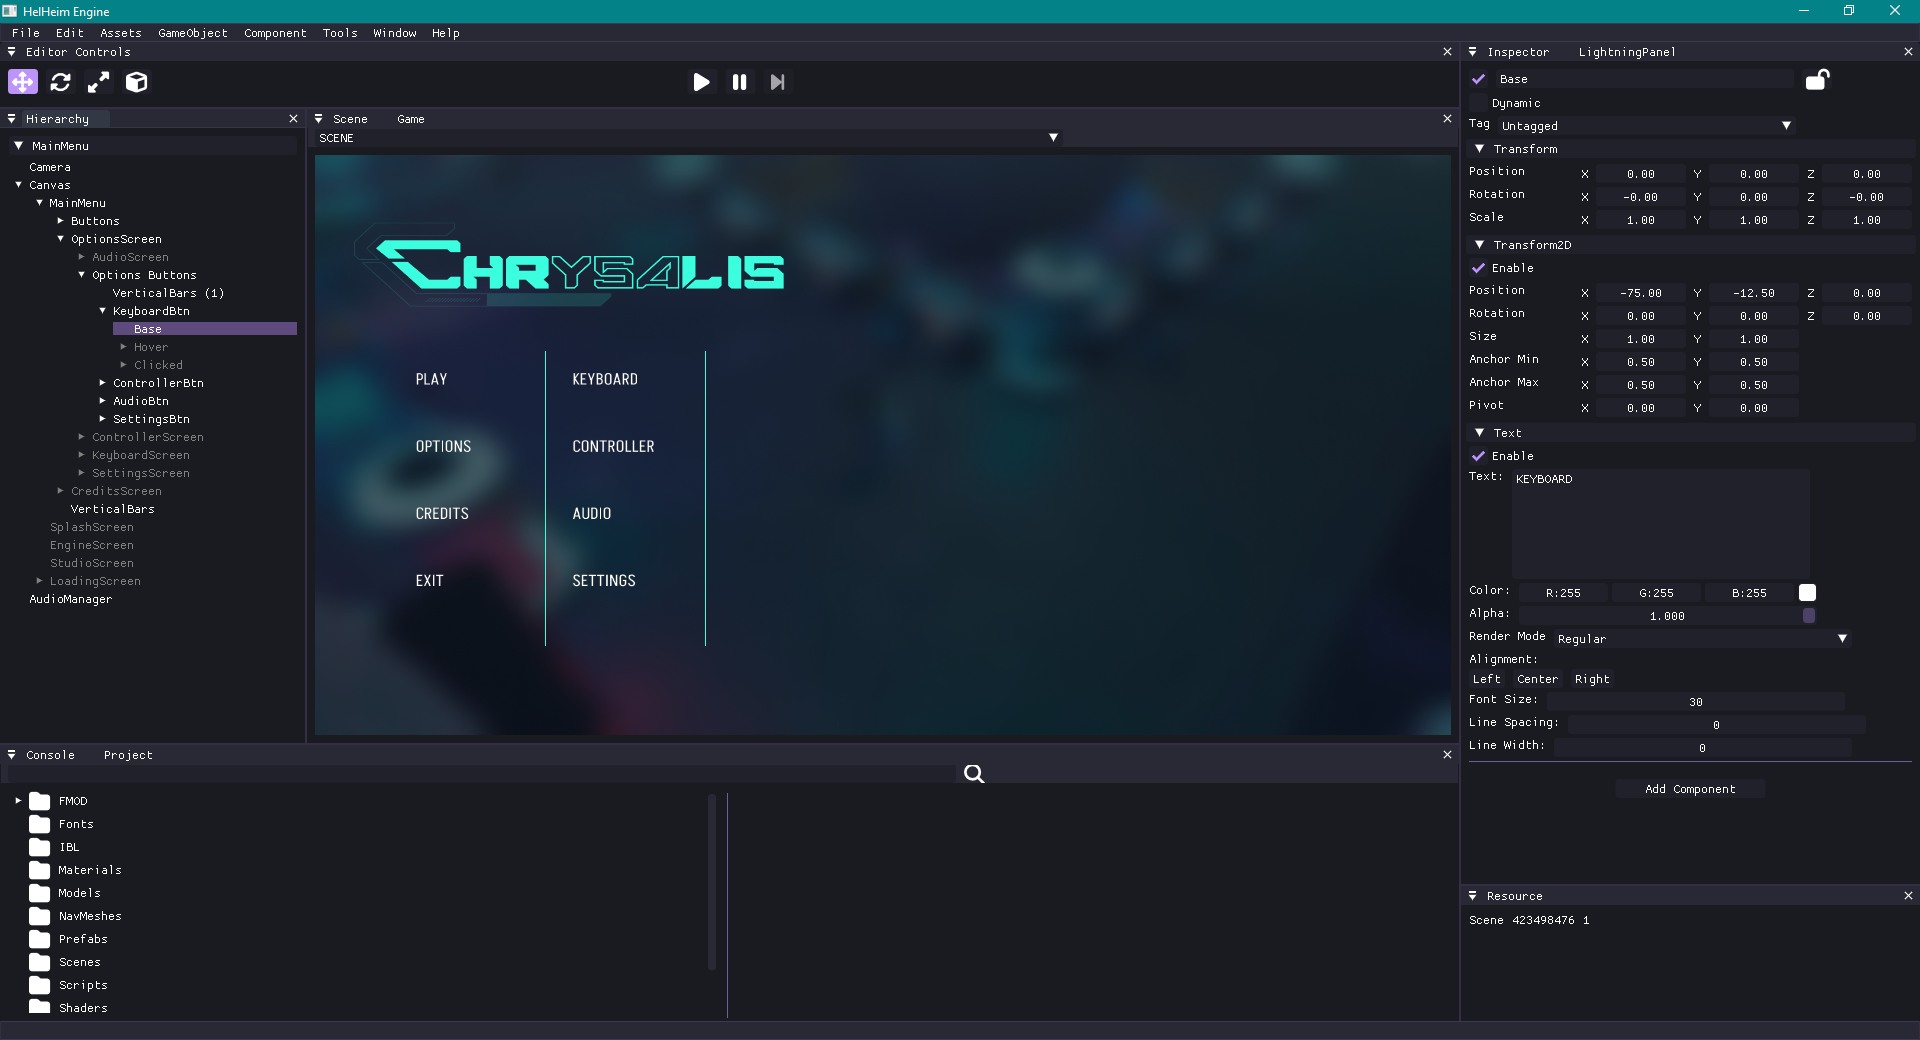 HelHeim Engine
File Edit Assets GameObject Component Tools Window Help
Editor Controls
Hierarchy
MainMenu
Camera
Canvas
MainMenu
Buttons
OptionsScreen
AudioScreen
Options Buttons
VerticalBars (1)
KeyboardBtn
Base
Hover
Clicked
ControllerBtn
AudioBtn
SettingsBtn
ControllerScreen
KeyboardScreen
SettingsScreen
CreditsScreen
VerticalBars
SplashScreen
EngineScreen
StudioScreen
LoadingScreen
AudioManager
Scene Game
SCENE
CHRYSALIS
PLAY KEYBOARD
OPTIONS CONTROLLER
CREDITS AUDIO
EXIT SETTINGS
Console Project
FMOD
Fonts
IBL
Materials
Models
NavMeshes
Prefabs
Scenes
Scripts
Shaders
Inspector LightningPanel
Base
Dynamic
Tag Untagged
Transform
Position X 0.00 Y 0.00 Z 0.00
Rotation X -0.00 Y 0.00 Z -0.00
Scale X 1.00 Y 1.00 Z 1.00
Transform2D
Enable
Position X -75.00 Y -12.50 Z 0.00
Rotation X 0.00 Y 0.00 Z 0.00
Size X 1.00 Y 1.00
Anchor Min X 0.50 Y 0.50
Anchor Max X 0.50 Y 0.50
Pivot X 0.00 Y 0.00
Text
Enable
Text: KEYBOARD
Color: R:255 G:255 B:255
Alpha: 1.000
Render Mode Regular
Alignment:
Left Center Right
Font Size: 30
Line Spacing: 0
Line Width: 0
Add Component
Resource
Scene 423498476 1